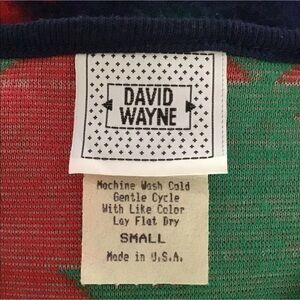 DAVID
WAYNE
Machine Wash Cold
Gentle Cycle
With Like Color
Lay Flat Dry
SMALL
Made in U.S.A.